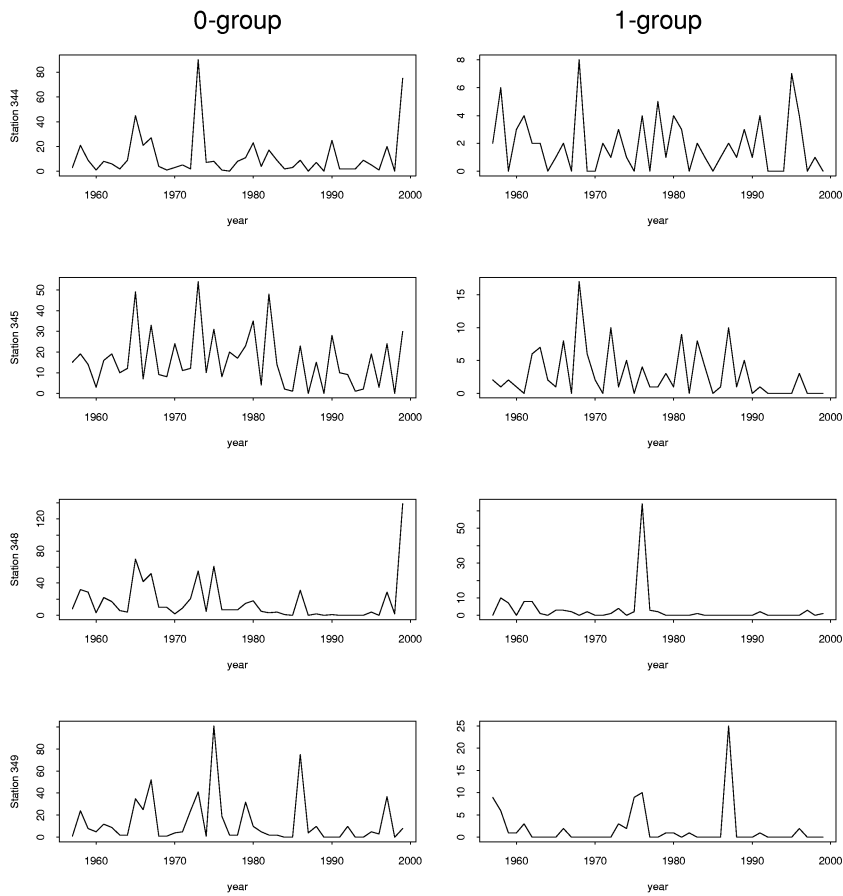 0-group 1-group
Station 344
0 20 40 60 80
1960 1970 1980 1990 2000
year
0 2 4 6 8
1960 1970 1980 1990 2000
year
Station 345
0 10 20 30 40 50
1960 1970 1980 1990 2000
year
0 5 10 15
1960 1970 1980 1990 2000
year
Station 348
0 40 80 120
1960 1970 1980 1990 2000
year
0 10 30 50
1960 1970 1980 1990 2000
year
Station 349
0 20 40 60 80
1960 1970 1980 1990 2000
year
0 5 10 15 20 25
1960 1970 1980 1990 2000
year